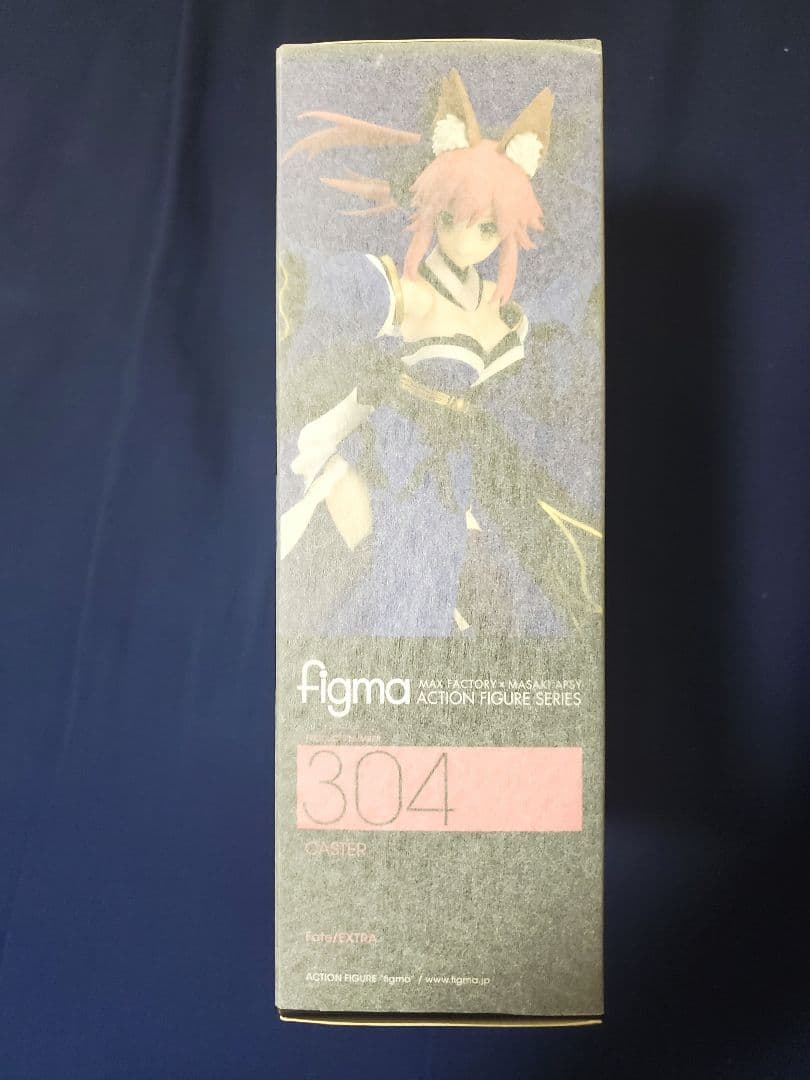 figma MAX FACTORY × MASAKI APSY
ACTION FIGURE SERIES
304
CASTER
Fate/EXTRA
ACTION FIGURE "figma" / www.figma.jp